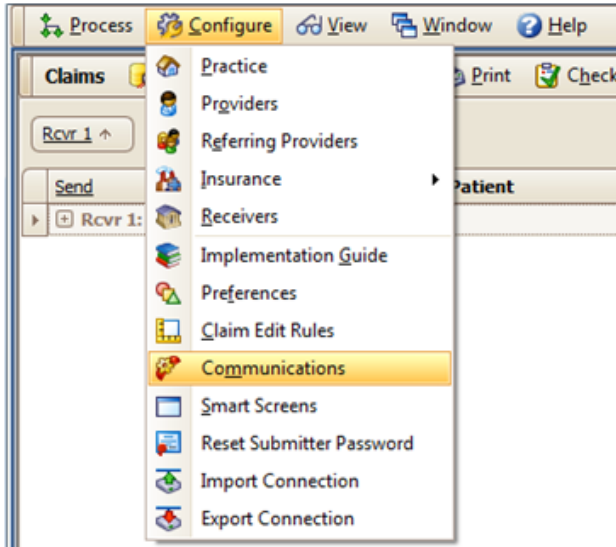 Process Configure View Window Help
Claims Print Check
Rcvr 1
Send Patient
Rcvr 1:
Practice
Providers
Referring Providers
Insurance
Receivers
Implementation Guide
Preferences
Claim Edit Rules
Communications
Smart Screens
Reset Submitter Password
Import Connection
Export Connection